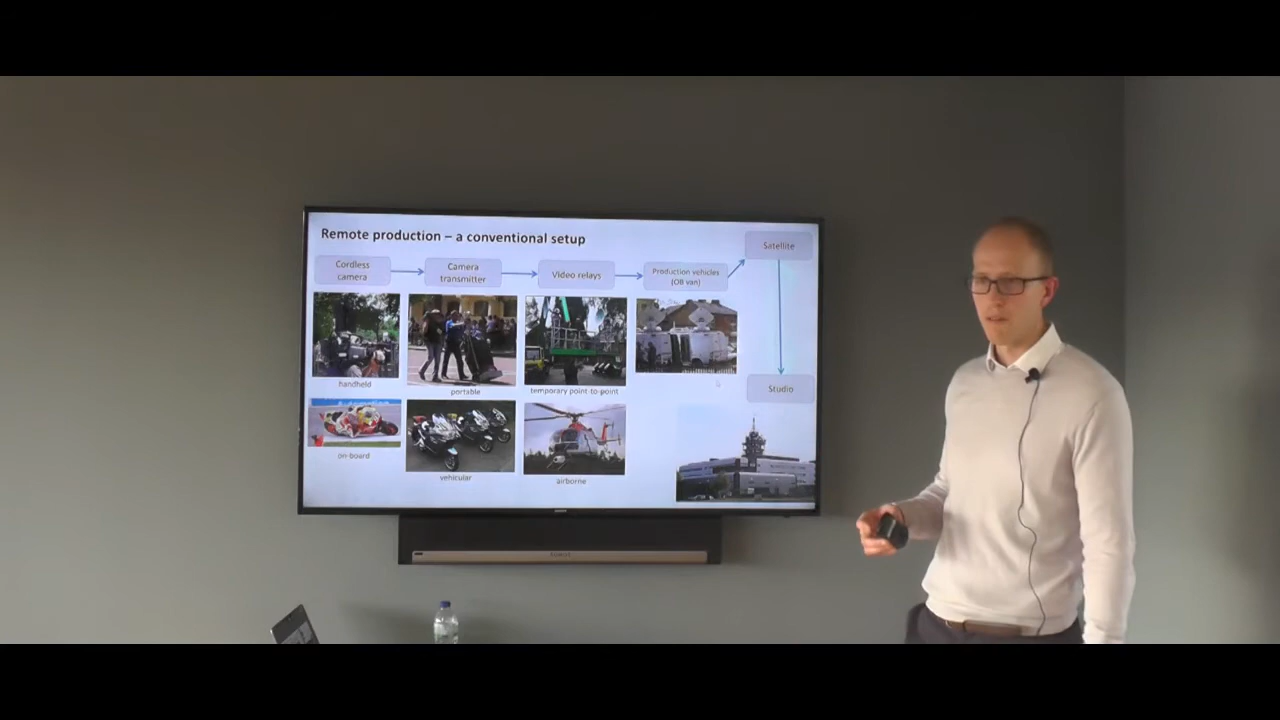 Remote production – a conventional setup
Satellite
Cordless
camera
Camera
transmitter
Video relays
Production vehicles
(OB van)
handheld
portable
temporary point-to-point
Studio
on-board
vehicular
airborne